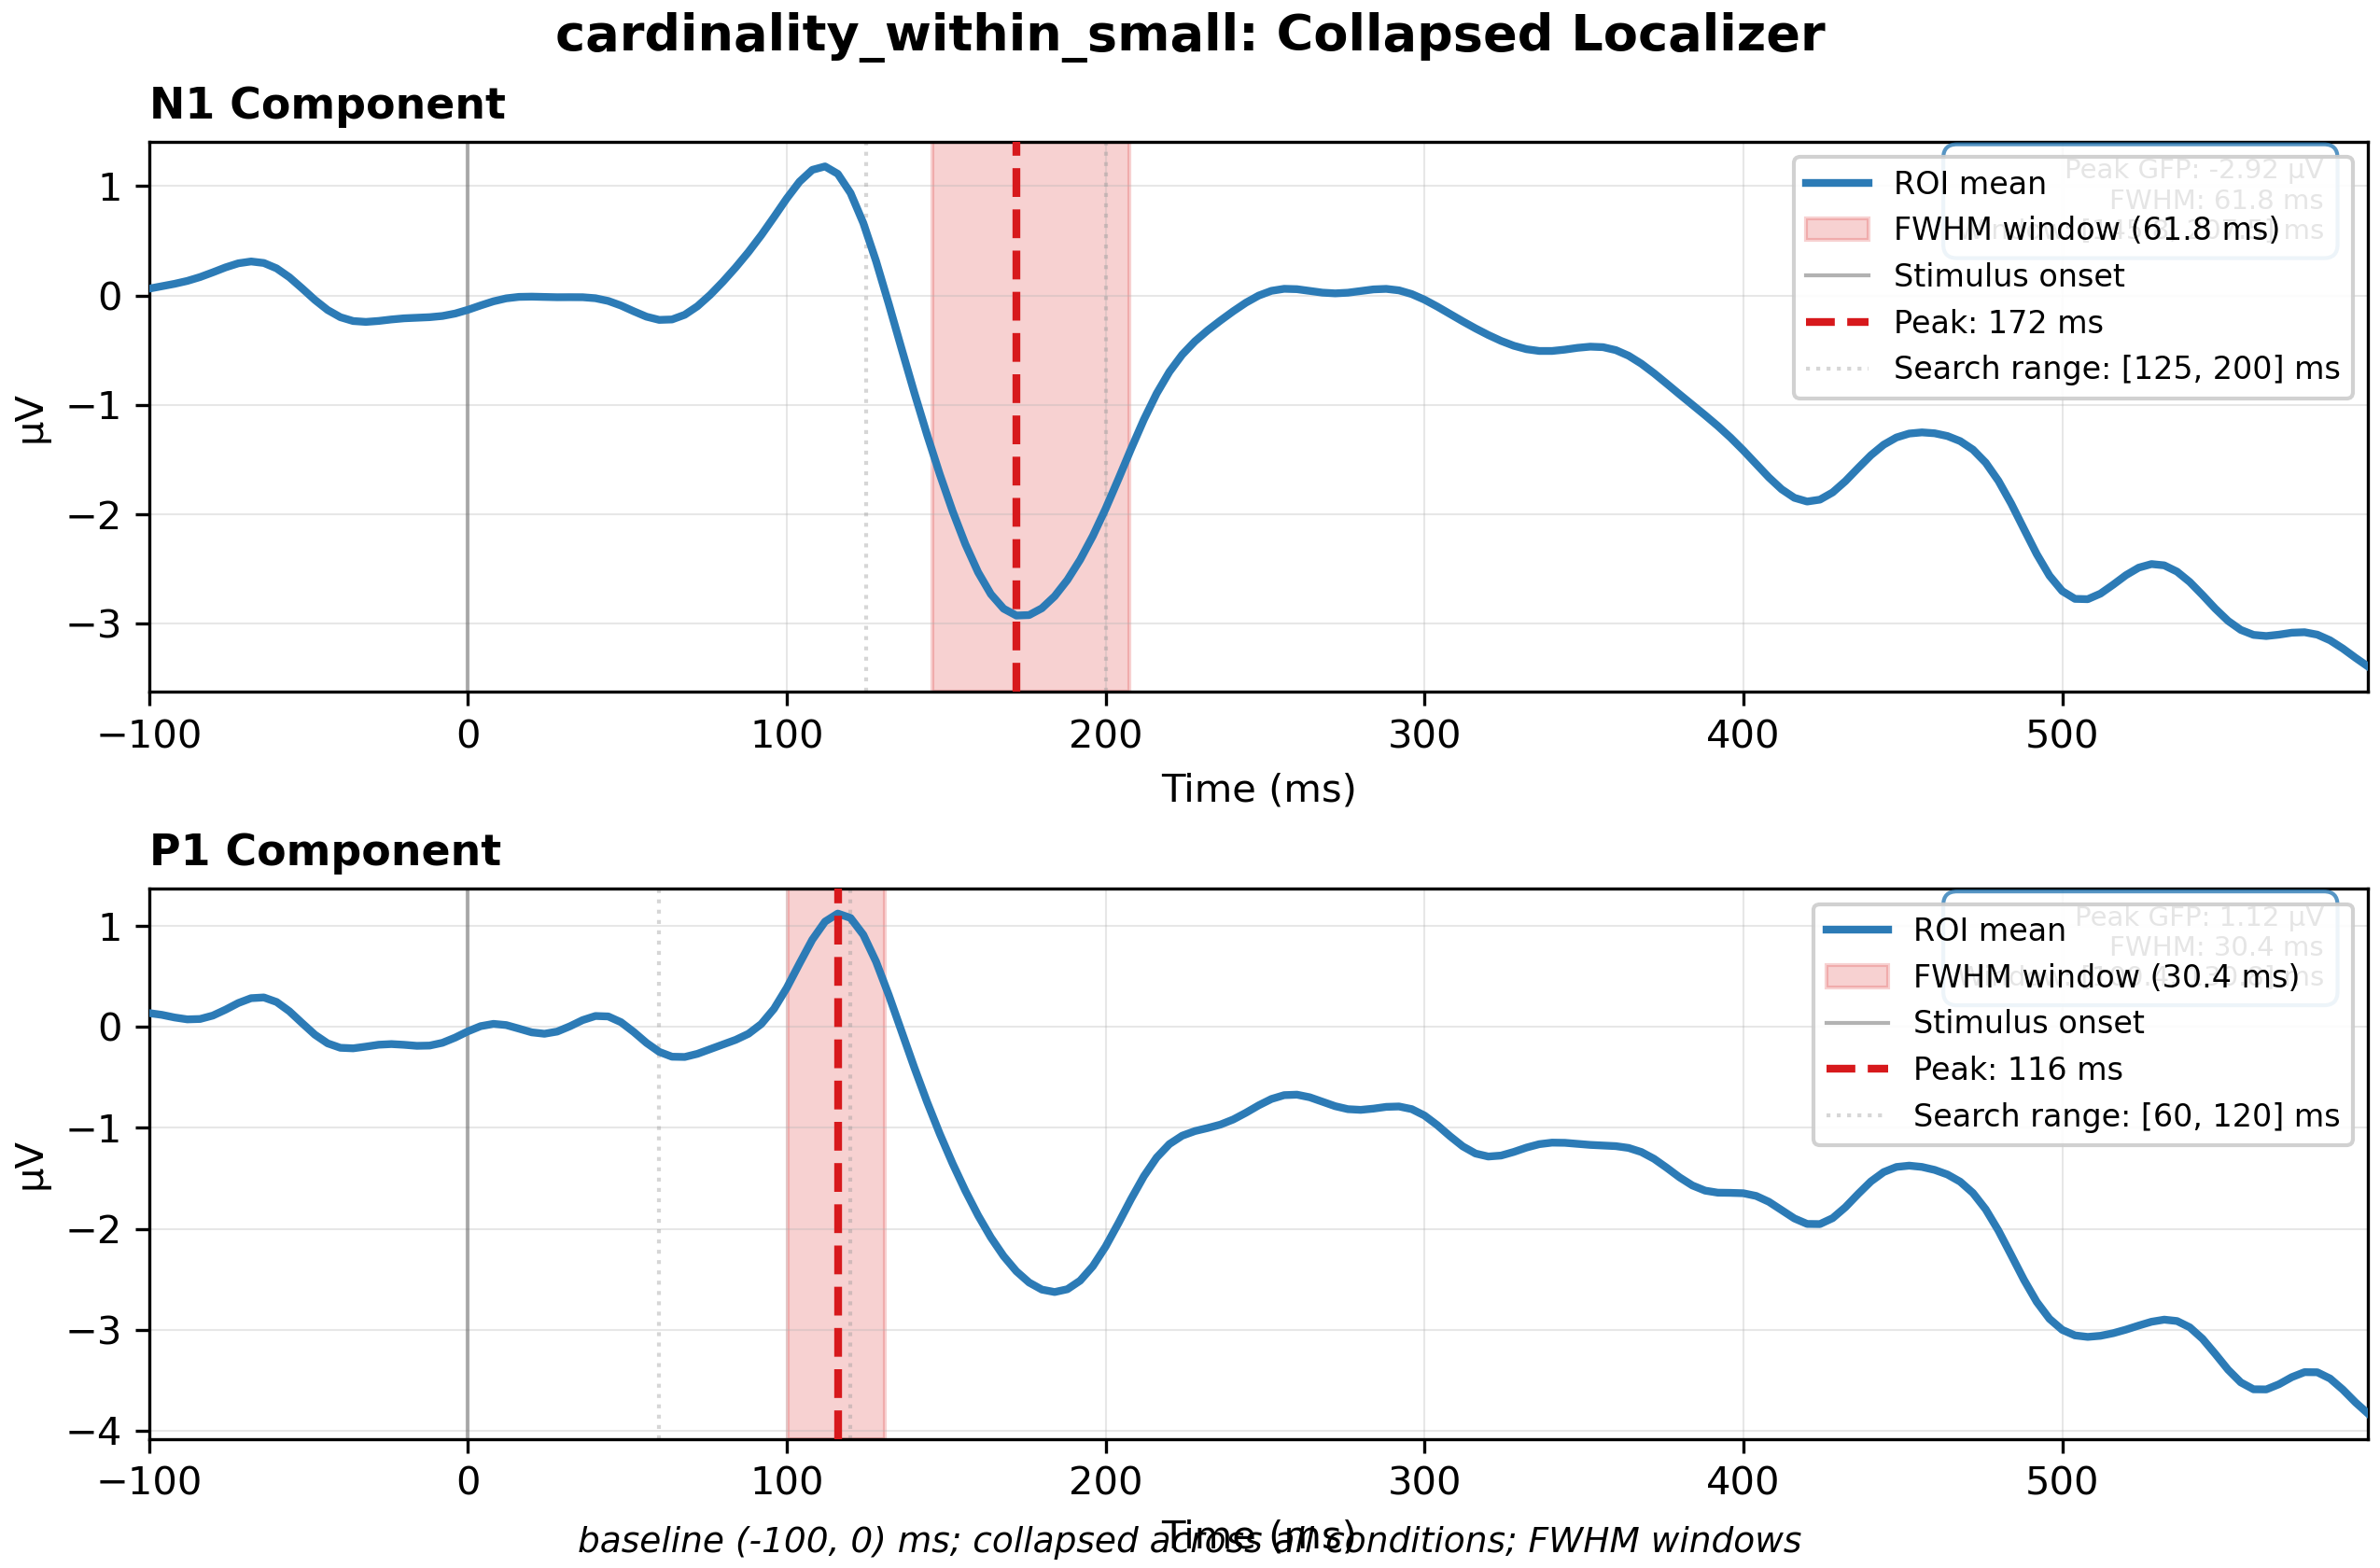 cardinality_within_small: Collapsed Localizer
N1 Component
Peak GFP: -2.92 µV
FWHM: 61.8 ms
ms
ROI mean
FWHM window (61.8 ms)
Stimulus onset
Peak: 172 ms
Search range: [125, 200] ms
1
0
−1
−2
−3
µV
−100 0 100 200 300 400 500
Time (ms)
P1 Component
Peak GFP: 1.12 µV
FWHM: 30.4 ms
ms
ROI mean
FWHM window (30.4 ms)
Stimulus onset
Peak: 116 ms
Search range: [60, 120] ms
1
0
−1
−2
−3
−4
µV
−100 0 100 200 300 400 500
Time (ms)
baseline (-100, 0) ms; collapsed across all conditions; FWHM windows